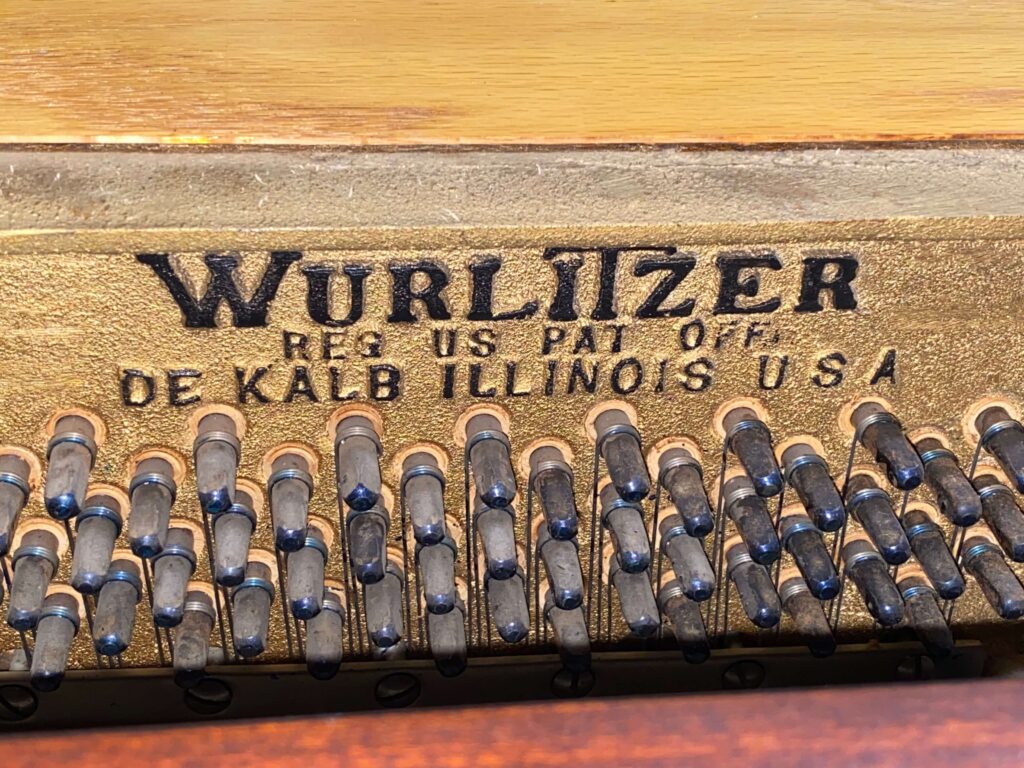 WURLITZER
REG US PAT OFF.
DE KALB ILLINOIS USA